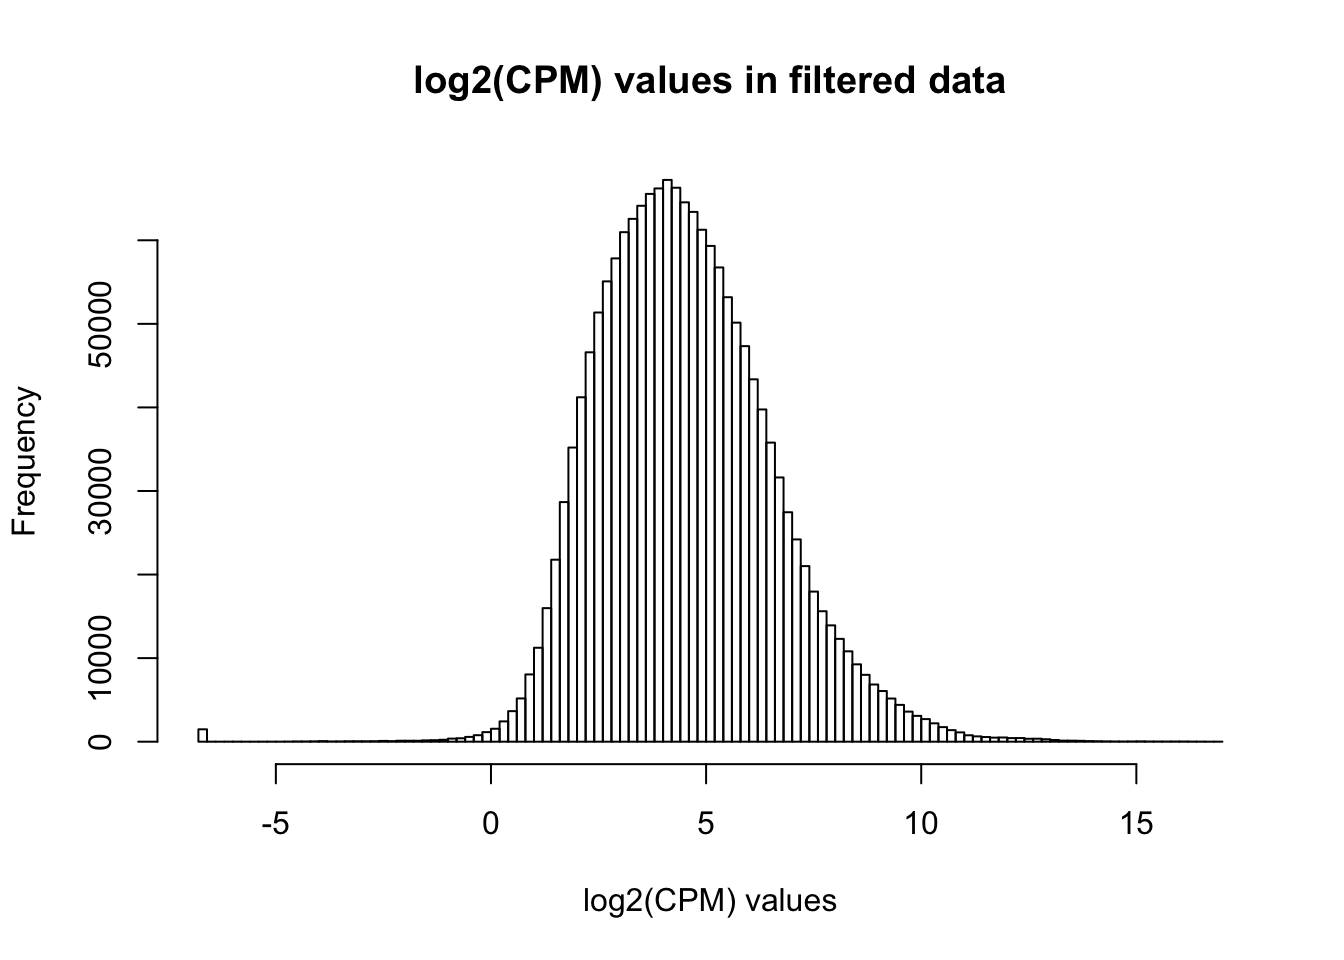 log2(CPM) values in filtered data
Frequency
50000
30000
10000
0
-5 0 5 10 15
log2(CPM) values